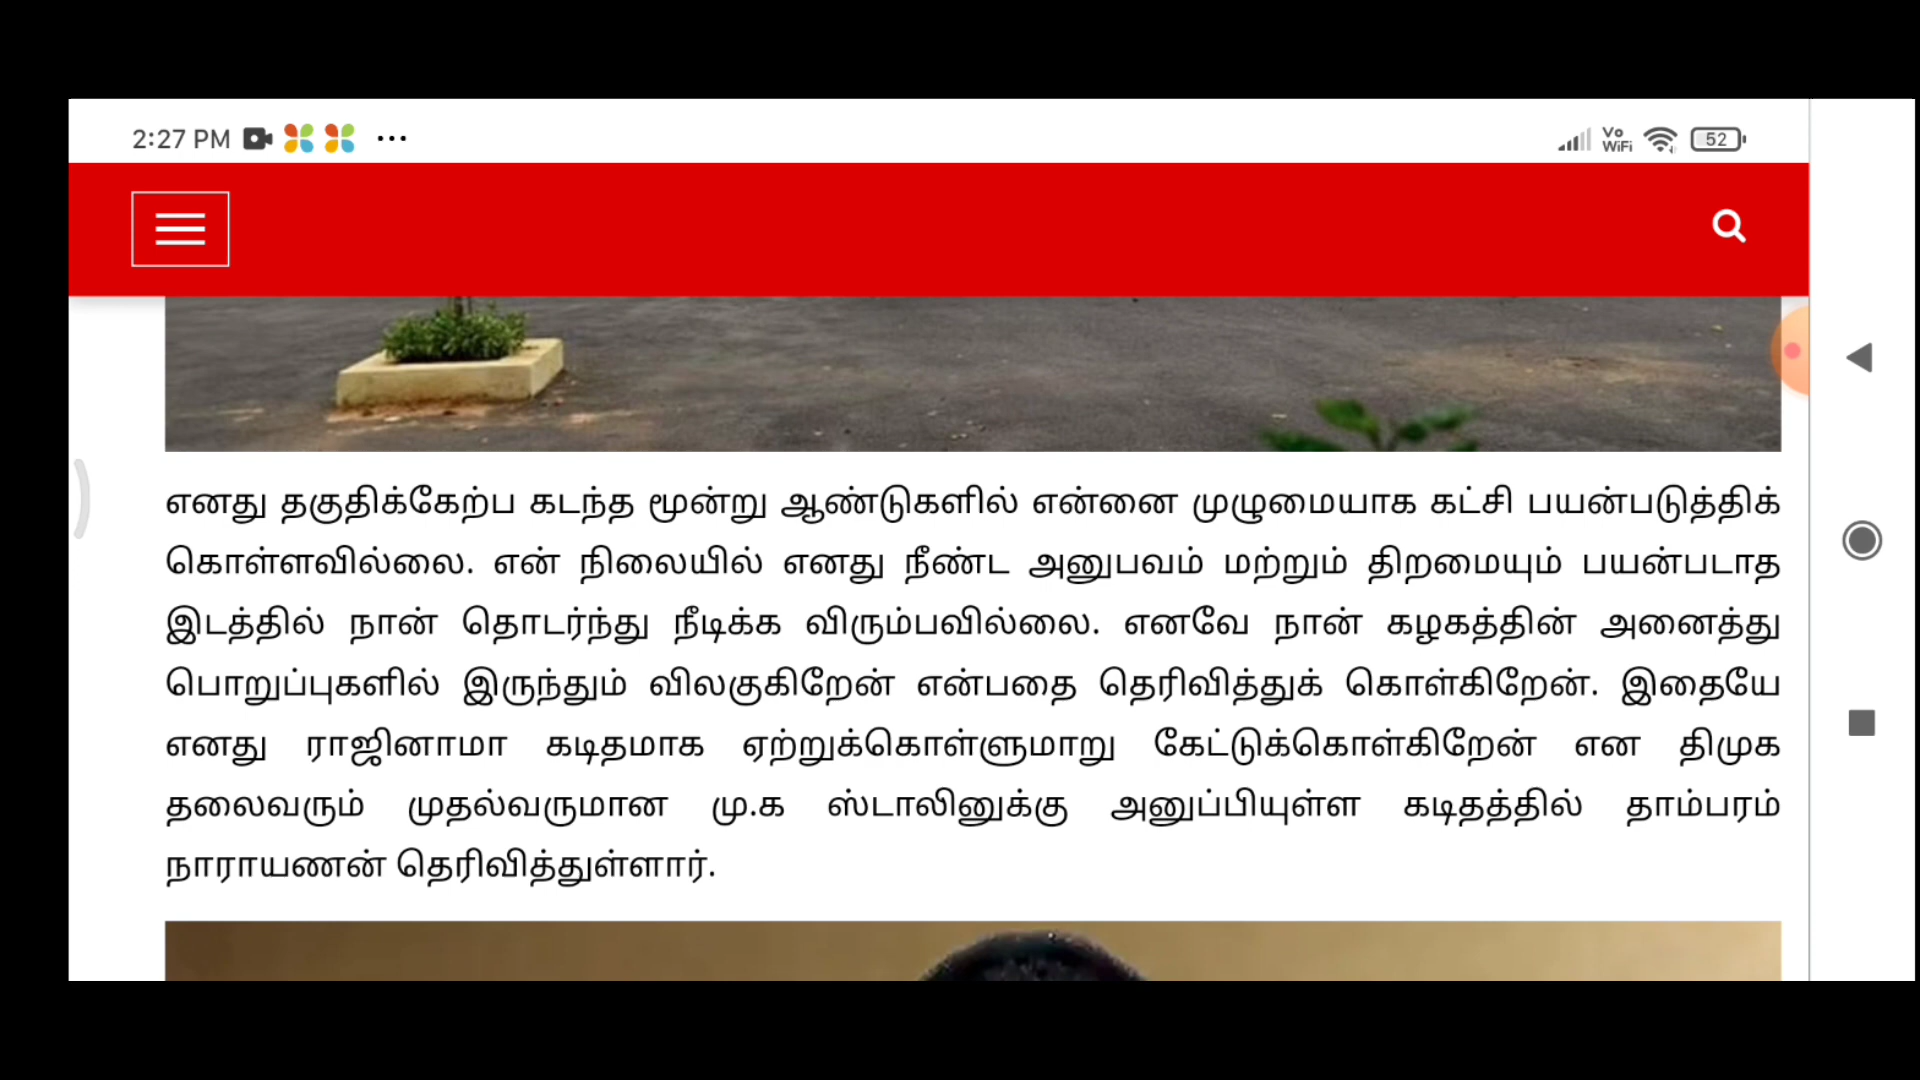 2:27 PM
Vo
WiFi
52
எனது தகுதிக்கேற்ப கடந்த மூன்று ஆண்டுகளில் என்னை முழுமையாக கட்சி பயன்படுத்திக்
கொள்ளவில்லை. என் நிலையில் எனது நீண்ட அனுபவம் மற்றும் திறமையும் பயன்படாத
இடத்தில் நான் தொடர்ந்து நீடிக்க விரும்பவில்லை. எனவே நான் கழகத்தின் அனைத்து
பொறுப்புகளில் இருந்தும் விலகுகிறேன் என்பதை தெரிவித்துக் கொள்கிறேன். இதையே
எனது ராஜினாமா கடிதமாக ஏற்றுக்கொள்ளுமாறு கேட்டுக்கொள்கிறேன் என திமுக
தலைவரும் முதல்வருமான மு.க ஸ்டாலினுக்கு அனுப்பியுள்ள கடிதத்தில் தாம்பரம்
நாராயணன் தெரிவித்துள்ளார்.